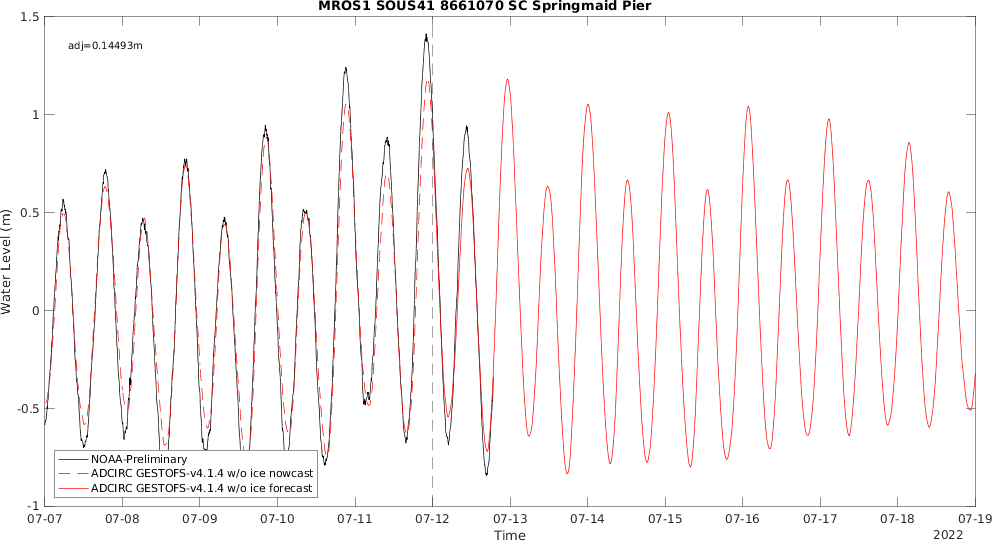 MROS1 SOUS41 8661070 SC Springmaid Pier
adj=0.14493m
Water Level (m)
1.5
1
0.5
0
-0.5
-1
NOAA-Preliminary
ADCIRC GESTOFS-v4.1.4 w/o ice nowcast
ADCIRC GESTOFS-v4.1.4 w/o ice forecast
07-07 07-08 07-09 07-10 07-11 07-12 07-13 07-14 07-15 07-16 07-17 07-18 07-19
Time
2022